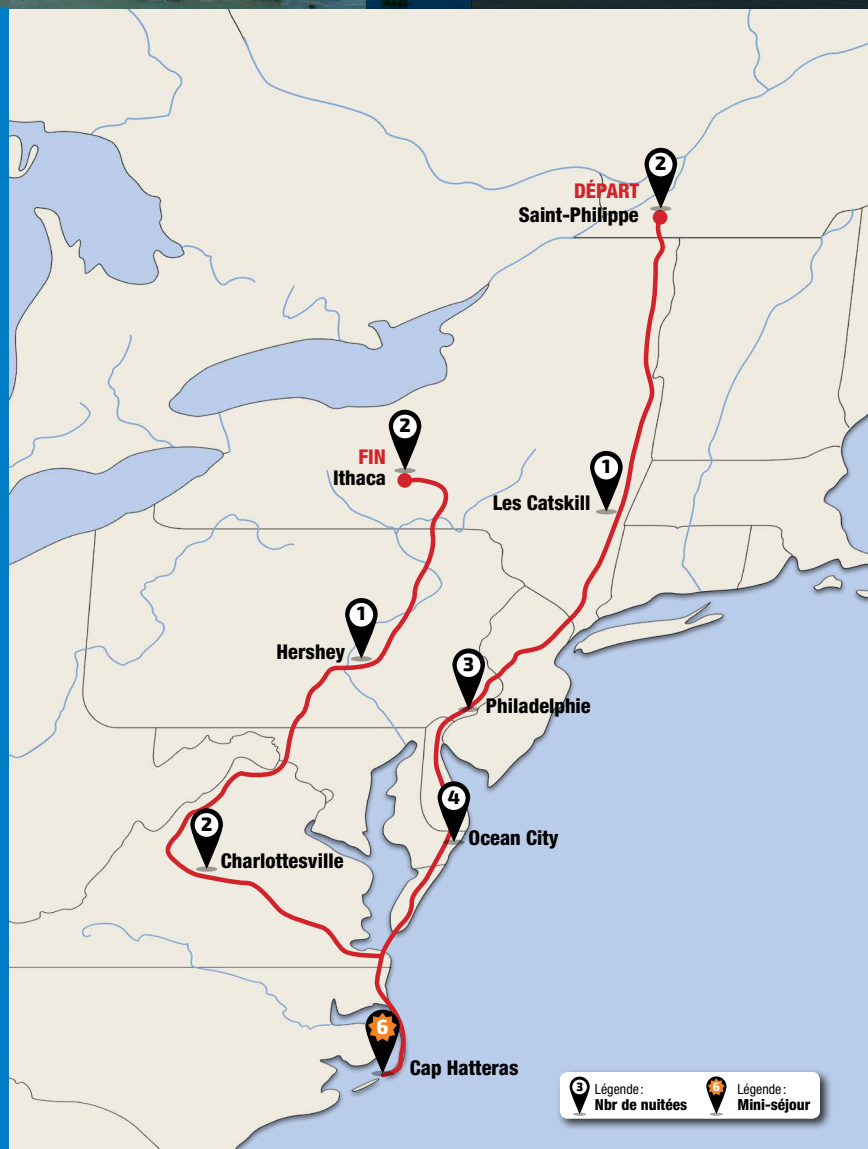 2
DÉPART
Saint-Philippe
2
FIN
Ithaca
1
Les Catskill
1
Hershey
3
Philadelphie
4
Ocean City
2
Charlottesville
6
Cap Hatteras
3 Légende :
Nbr de nuitées
6 Légende :
Mini-séjour